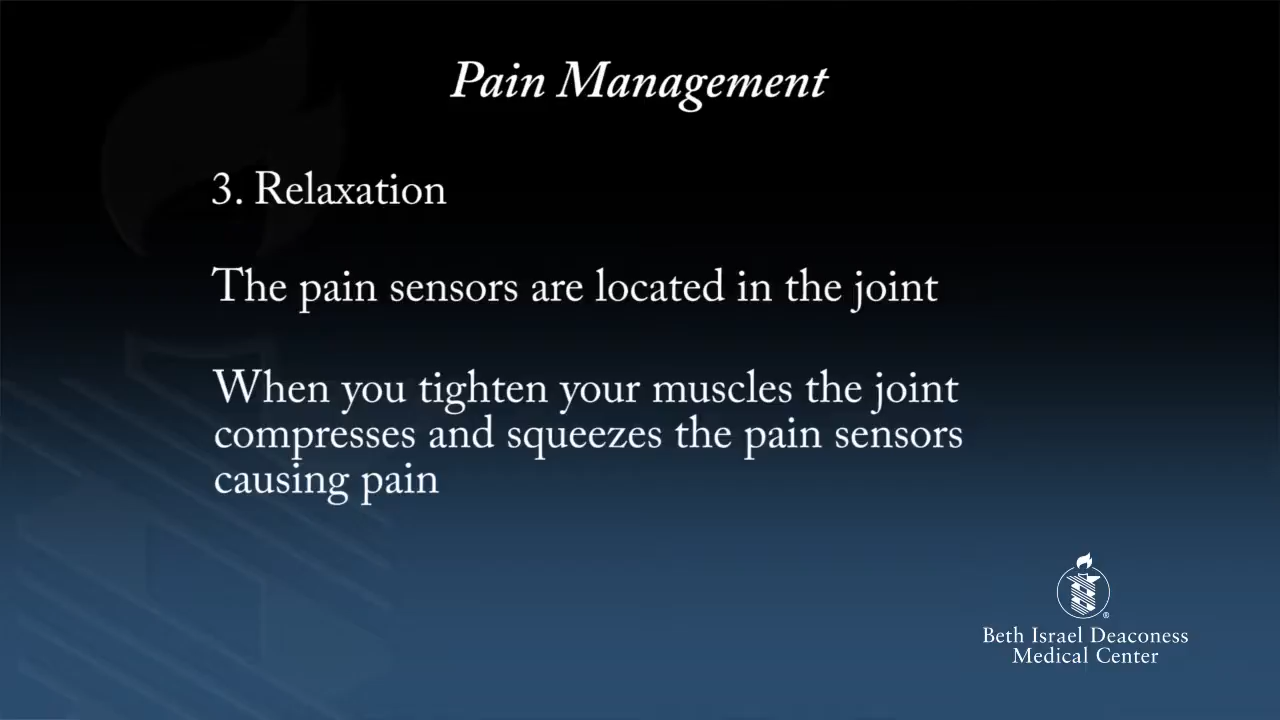 Pain Management
3. Relaxation
The pain sensors are located in the joint
When you tighten your muscles the joint
compresses and squeezes the pain sensors
causing pain
®
Beth Israel Deaconess
Medical Center